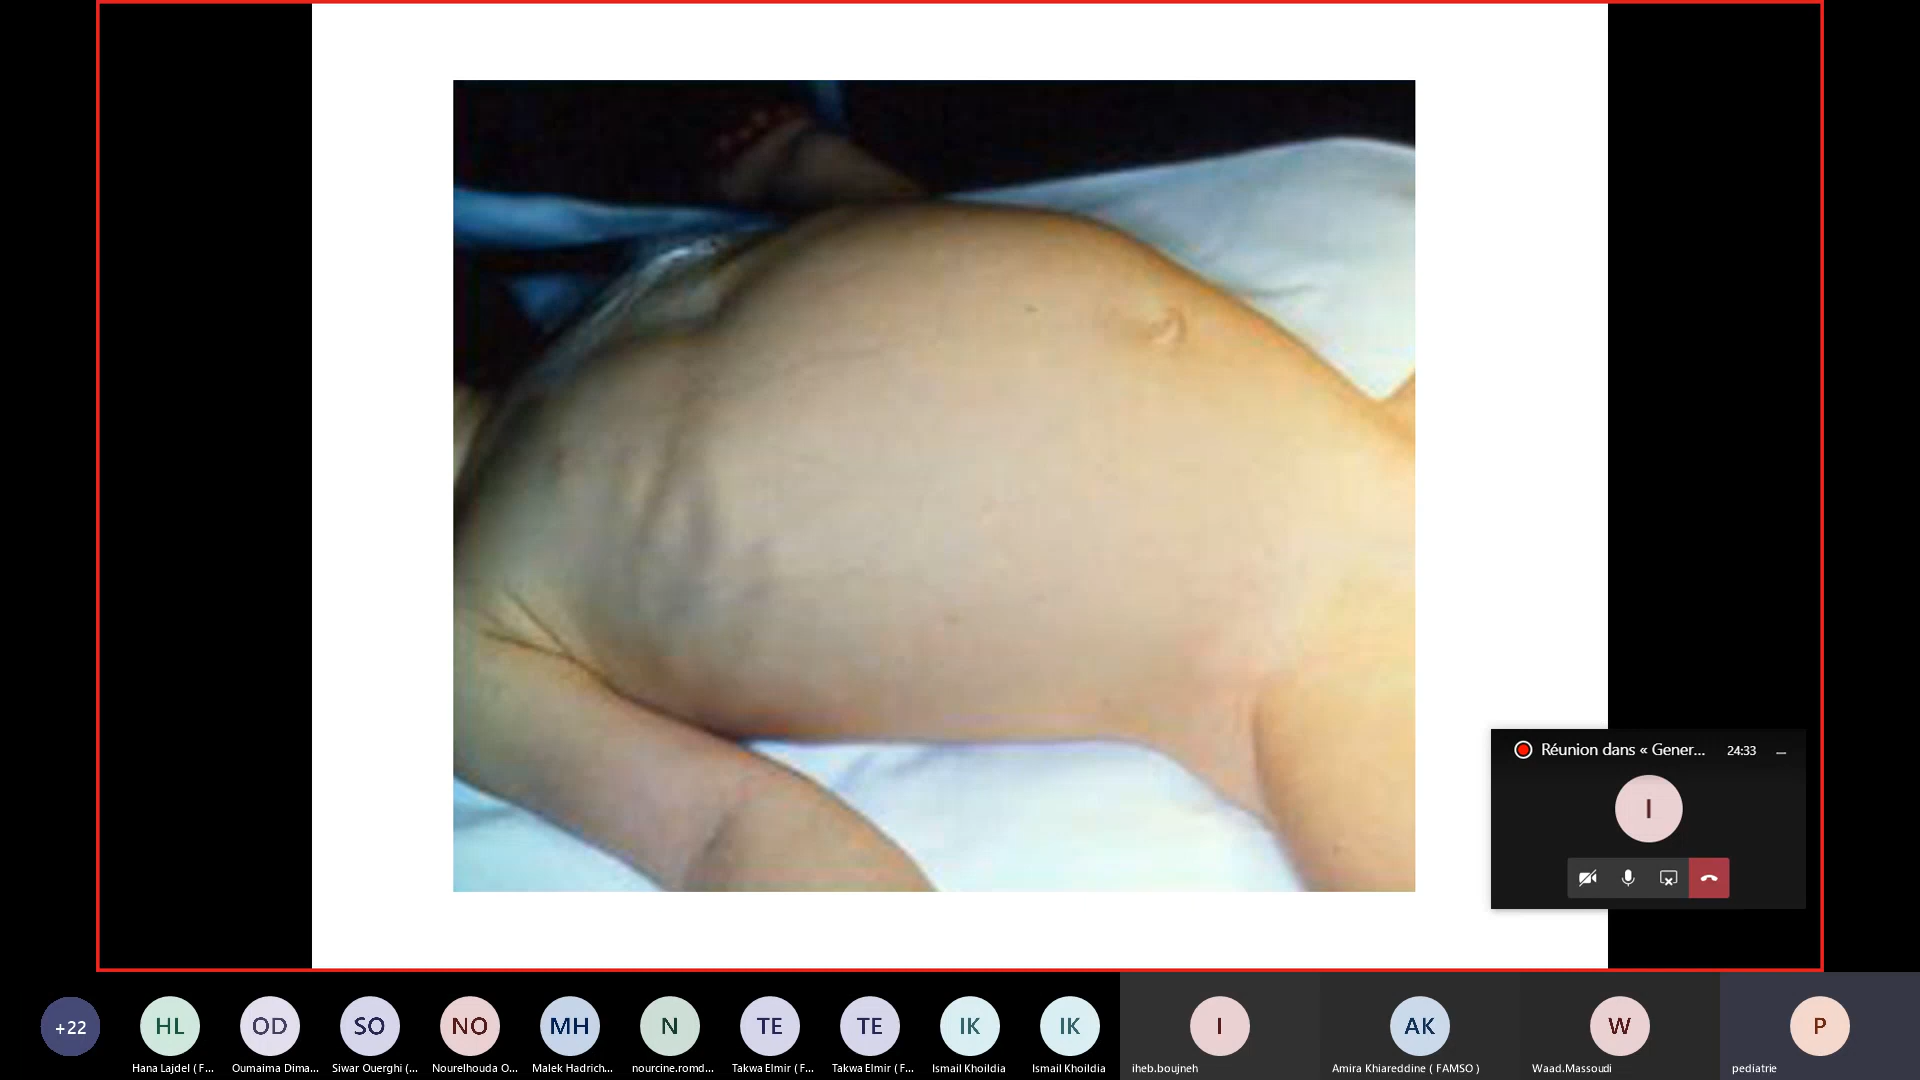 Réunion dans « Gener...
24:33
I
+22
HL
OD
SO
NO
MH
N
TE
TE
IK
IK
I
AK
W
P
Hana Lajdel ( F...
Oumaima Dima...
Siwar Ouerghi (...
Nourelhouda O...
Malek Hadrich...
nourcine.romd...
Takwa Elmir ( F...
Takwa Elmir ( F...
Ismail Khoildia
Ismail Khoildia
iheb.boujneh
Amira Khiareddine ( FAMSO )
Waad.Massoudi
pediatrie